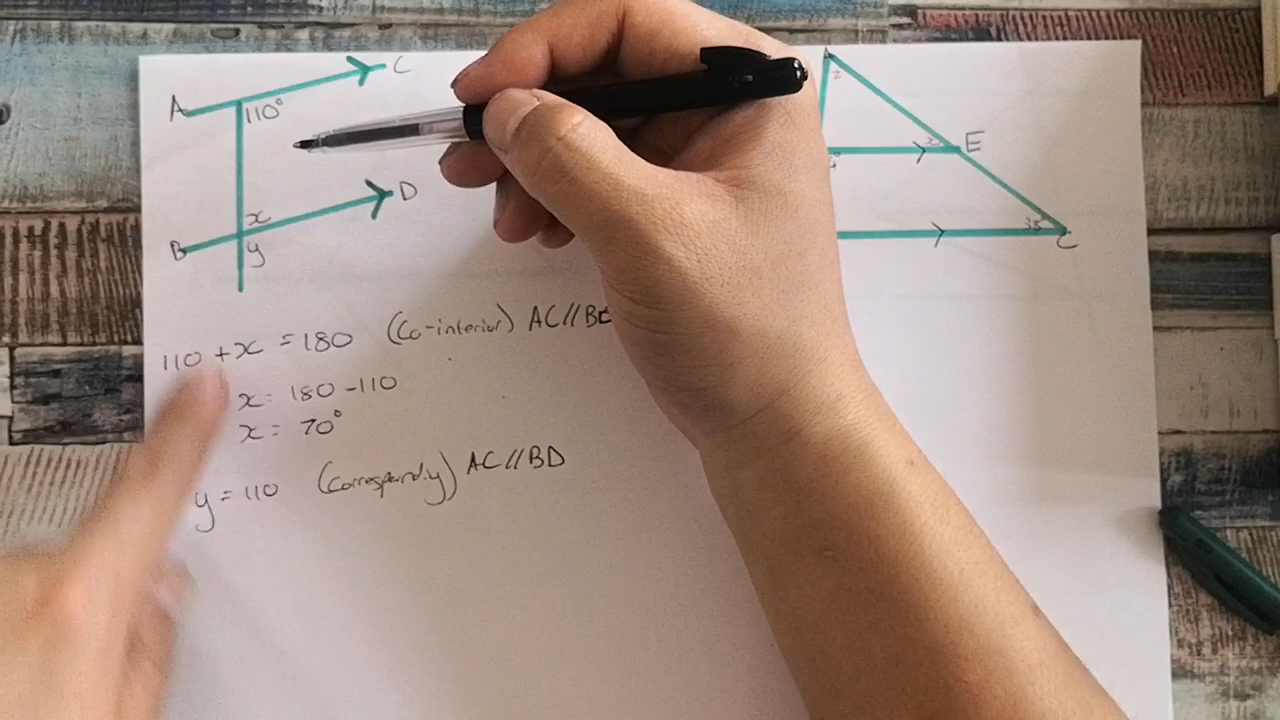 A
C
110°
x
D
B
y
z
x
E
35°
C
110 + x = 180 (Co-interior) AC//BD
x = 180 - 110
x = 70°
y = 110 (Corresponding) AC//BD